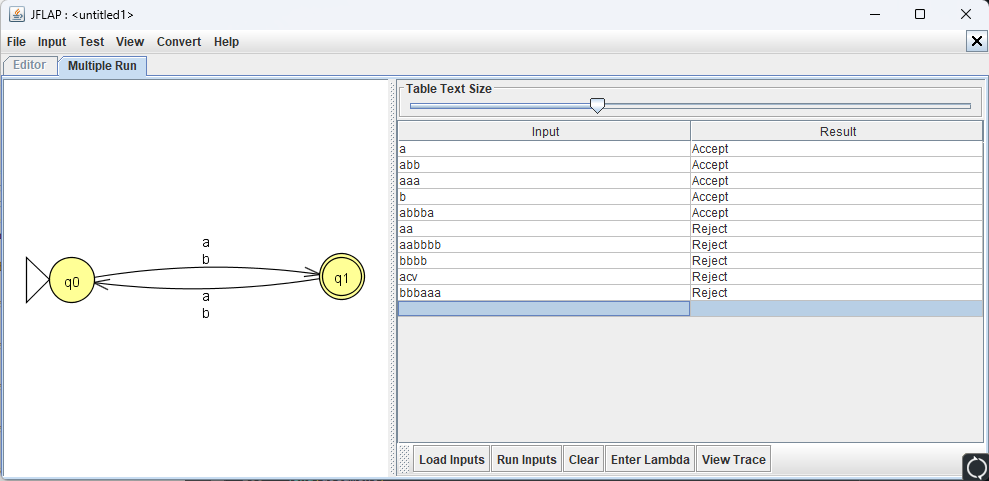 JFLAP : <untitled1>
File Input Test View Convert Help
Editor Multiple Run
Table Text Size
Input Result
a Accept
abb Accept
aaa Accept
b Accept
abbba Accept
aa Reject
aabbbb Reject
bbbb Reject
acv Reject
bbbaaa Reject
a
b
q0 q1
a
b
Load Inputs Run Inputs Clear Enter Lambda View Trace